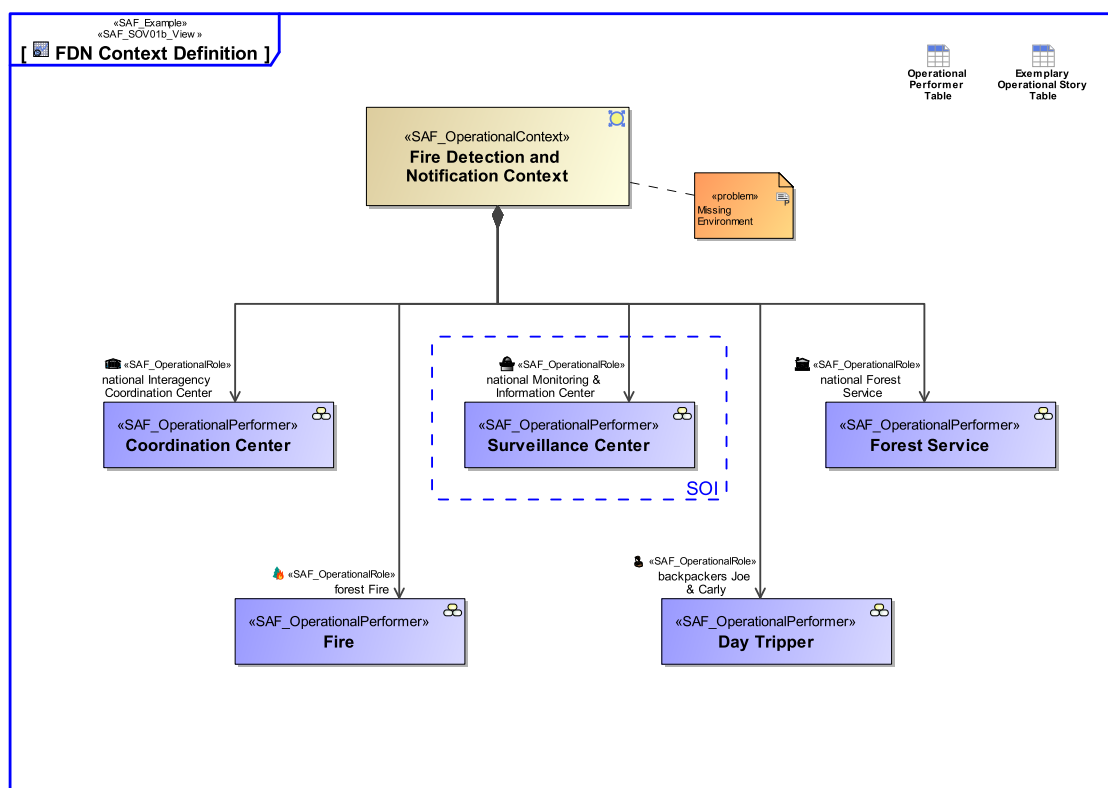 «SAF_Example»
«SAF_SOV01b_View »
[ FDN Context Definition ]
Operational
Performer
Table
Exemplary
Operational Story
Table
«SAF_OperationalContext»
Fire Detection and
Notification Context
«problem»
Missing
Environment
«SAF_OperationalRole»
national Interagency
Coordination Center
«SAF_OperationalPerformer»
Coordination Center
«SAF_OperationalRole»
national Monitoring &
Information Center
«SAF_OperationalPerformer»
Surveillance Center
SOI
«SAF_OperationalRole»
national Forest
Service
«SAF_OperationalPerformer»
Forest Service
«SAF_OperationalRole»
forest Fire
«SAF_OperationalPerformer»
Fire
«SAF_OperationalRole»
backpackers Joe
& Carly
«SAF_OperationalPerformer»
Day Tripper